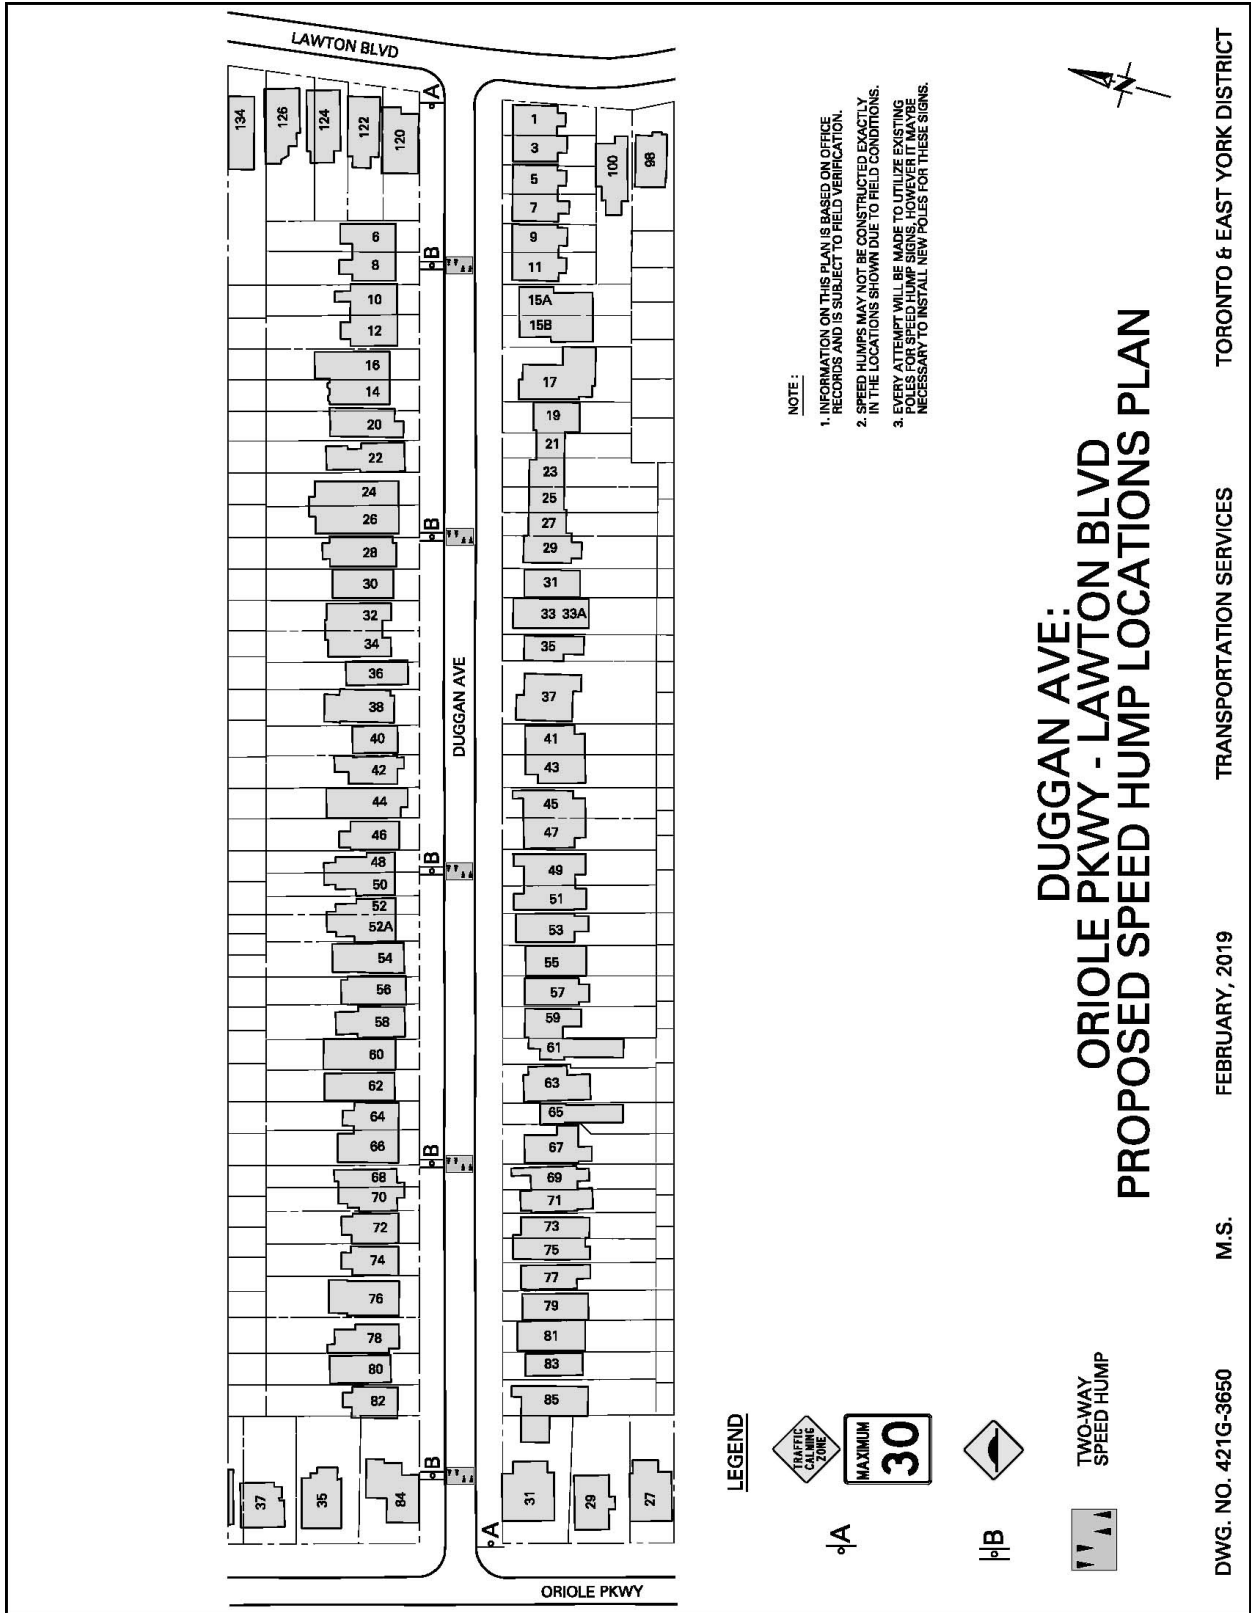 LAWTON BLVD
134
126
124
122
120
A
1
3
5
7
9
11
100
98
6
8
B
10
12
15A
15B
16
14
17
20
22
19
21
23
25
27
29
24
26
B
28
30
31
32
34
33 33A
35
36
38
37
40
42
41
43
44
46
45
47
DUGGAN AVE
48
50
B
49
51
52
52A
53
54
55
56
57
58
59
60
61
62
63
64
66
65
67
B
68
70
69
71
72
73
74
75
76
77
79
78
81
80
83
82
85
B
37
35
84
31
29
27
A
ORIOLE PKWY
NOTE :
1. INFORMATION ON THIS PLAN IS BASED ON OFFICE
RECORDS AND IS SUBJECT TO FIELD VERIFICATION.
2. SPEED HUMPS MAY NOT BE CONSTRUCTED EXACTLY
IN THE LOCATIONS SHOWN DUE TO FIELD CONDITIONS.
3. EVERY ATTEMPT WILL BE MADE TO UTILIZE EXISTING
POLES FOR SPEED HUMP SIGNS, HOWEVER IT MAYBE
NECESSARY TO INSTALL NEW POLES FOR THESE SIGNS.
LEGEND
A
TRAFFIC
CALMING
ZONE
MAXIMUM
30
B
TWO-WAY
SPEED HUMP
DUGGAN AVE:
ORIOLE PKWY - LAWTON BLVD
PROPOSED SPEED HUMP LOCATIONS PLAN
DWG. NO. 421G-3650
M.S.
FEBRUARY, 2019
TRANSPORTATION SERVICES
TORONTO & EAST YORK DISTRICT